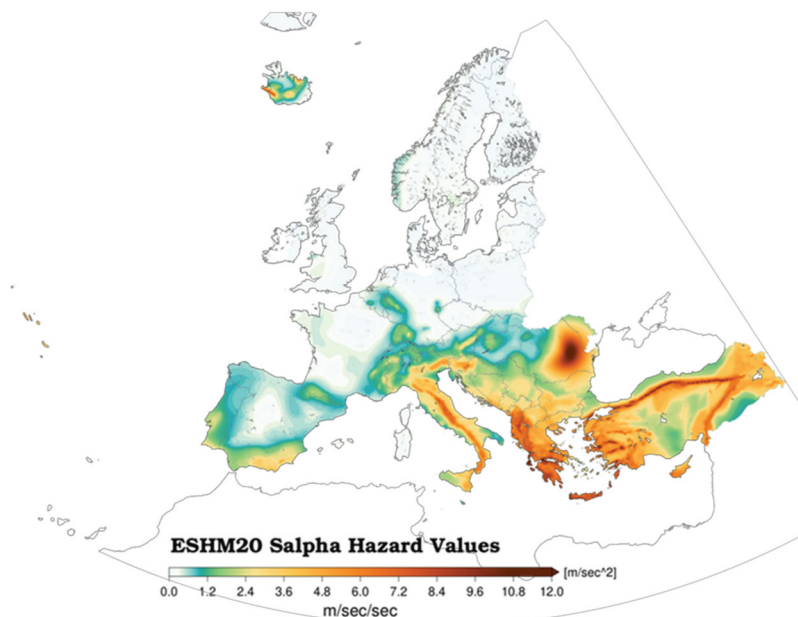 ESHM20 Salpha Hazard Values
[m/sec^2]
0.0 1.2 2.4 3.6 4.8 6.0 7.2 8.4 9.6 10.8 12.0
m/sec/sec